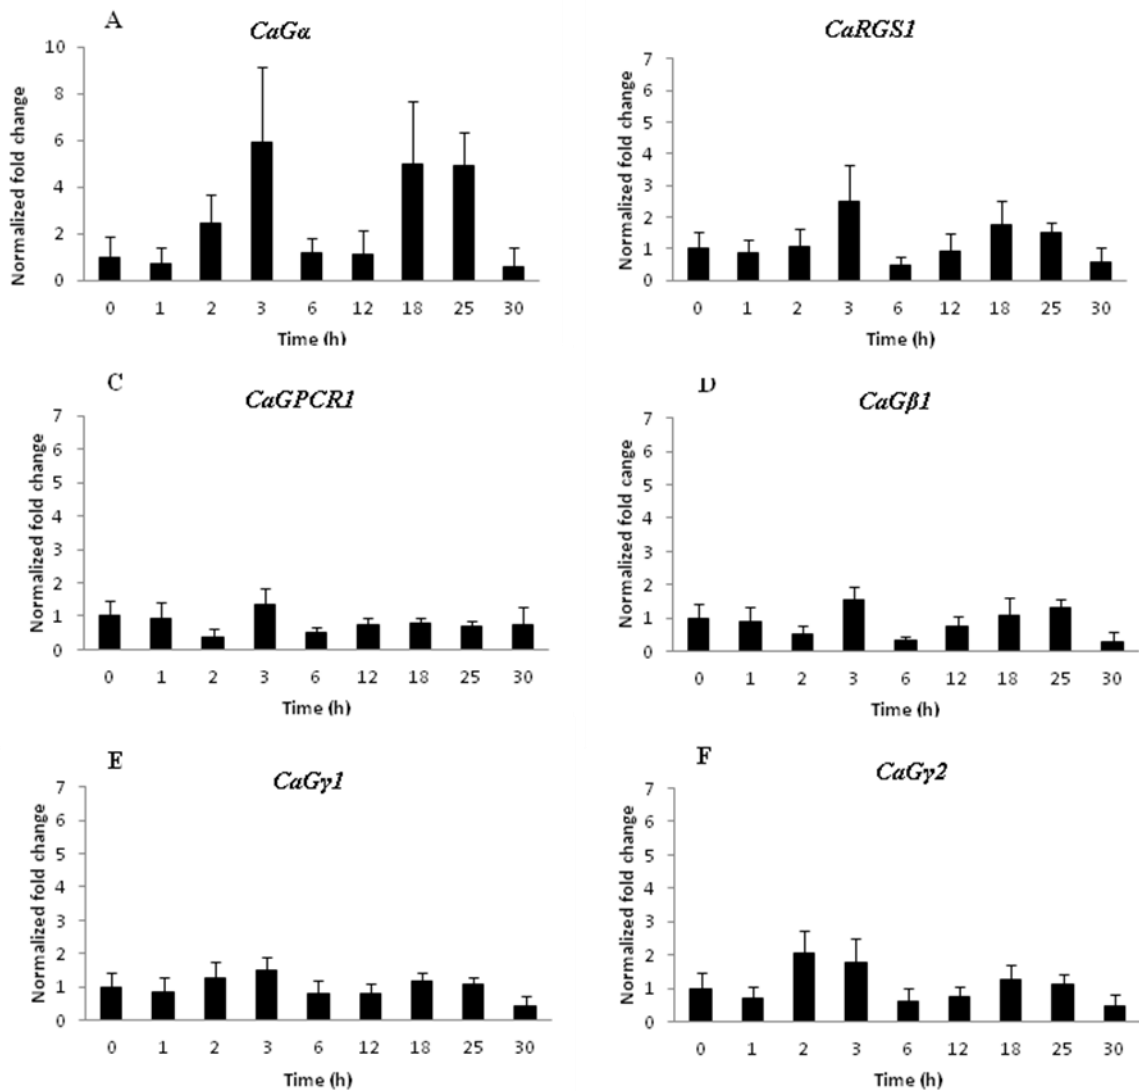 A
CaGα
Normalized fold change
10
8
6
4
2
0
0 1 2 3 6 12 18 25 30
Time (h)
CaRGS1
Normalized fold change
7
6
5
4
3
2
1
0
0 1 2 3 6 12 18 25 30
Time (h)
C
CaGPCR1
Normalized fold change
7
6
5
4
3
2
1
0
0 1 2 3 6 12 18 25 30
Time (h)
D
CaGβ1
Normalized fold cange
7
6
5
4
3
2
1
0
0 1 2 3 6 12 18 25 30
Time (h)
E
CaGγ1
Normalized fold change
7
6
5
4
3
2
1
0
0 1 2 3 6 12 18 25 30
Time (h)
F
CaGγ2
Normalized fold change
7
6
5
4
3
2
1
0
0 1 2 3 6 12 18 25 30
Time (h)